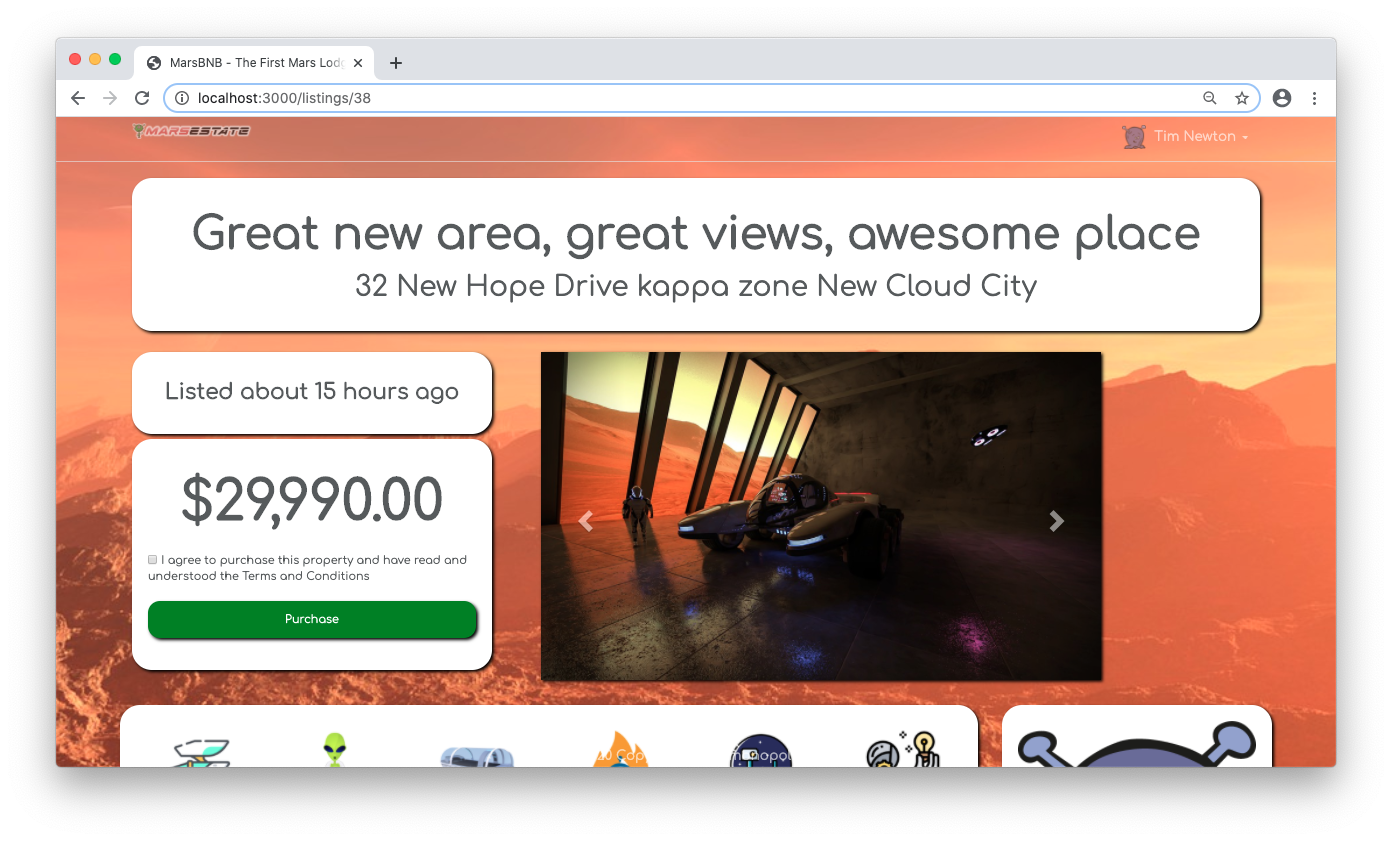 MarsBNB - The First Mars Lodg
localhost:3000/listings/38
MARSESTATE
Tim Newton
Great new area, great views, awesome place
32 New Hope Drive kappa zone New Cloud City
Listed about 15 hours ago
$29,990.00
I agree to purchase this property and have read and
understood the Terms and Conditions
Purchase